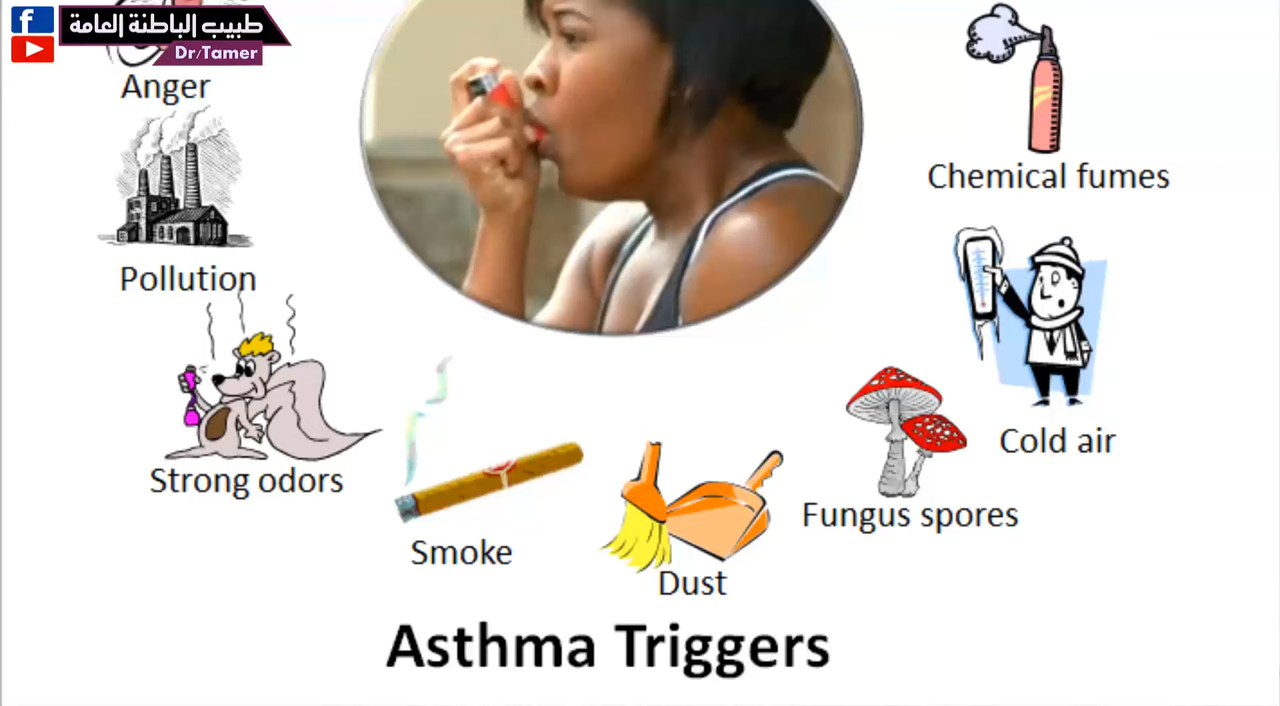 طبيب الباطنة العامة
Dr/Tamer
Anger
Pollution
Strong odors
Smoke
Dust
Fungus spores
Cold air
Chemical fumes
Asthma Triggers